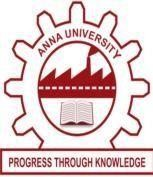 ANNA UNIVERSITY
PROGRESS THROUGH KNOWLEDGE